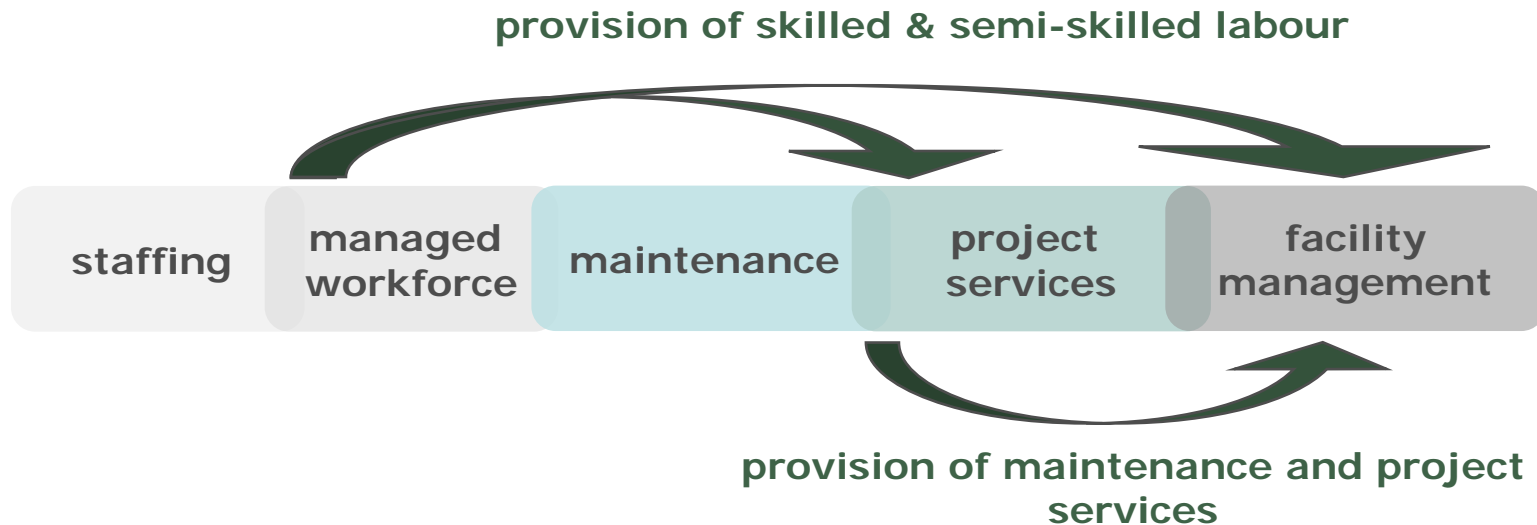 provision of skilled & semi-skilled labour
staffing
managed
workforce
maintenance
project
services
facility
management
provision of maintenance and project
services